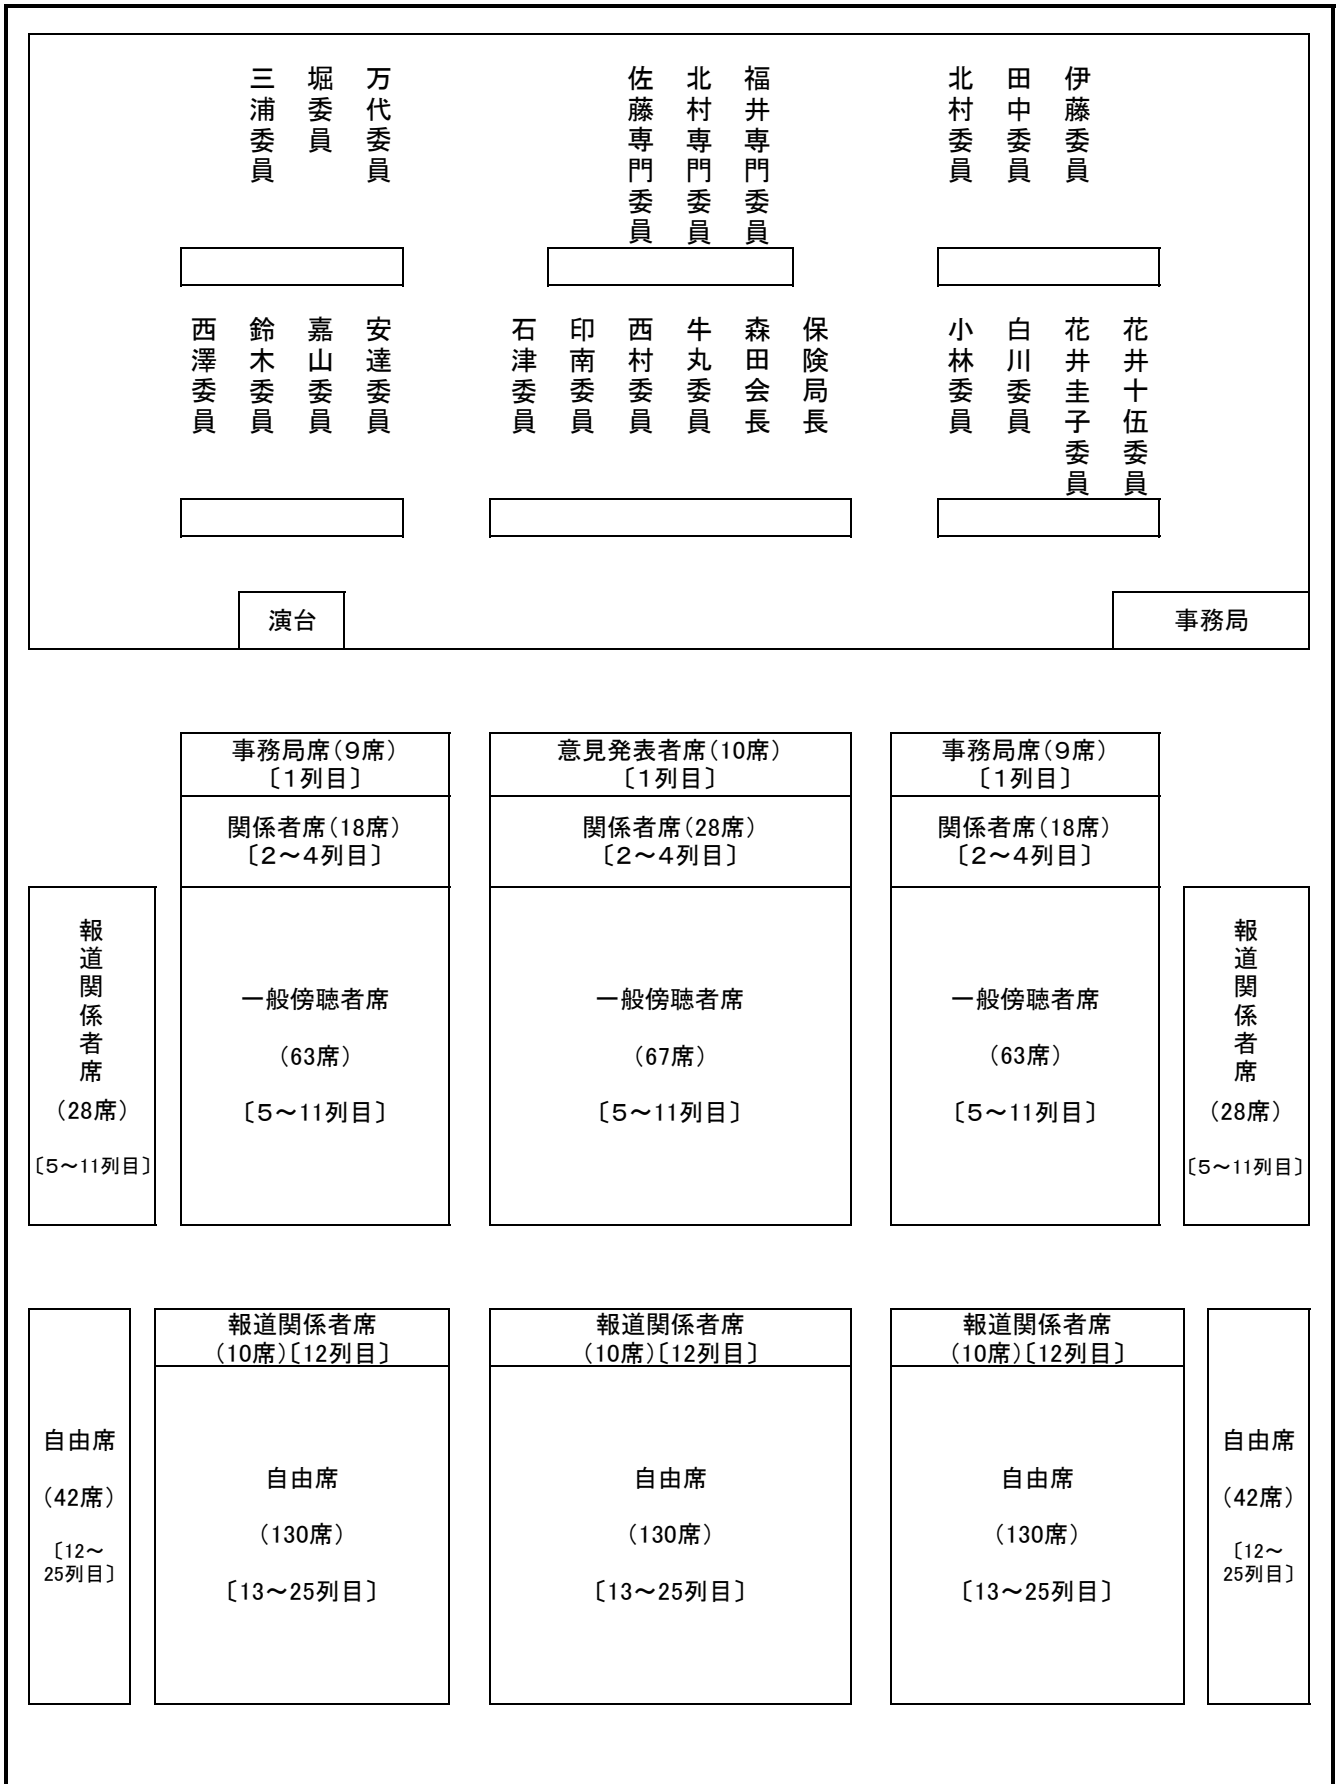 三浦委員
堀委員
万代委員
佐藤専門委員
北村専門委員
福井専門委員
北村委員
田中委員
伊藤委員
西澤委員
鈴木委員
嘉山委員
安達委員
石津委員
印南委員
西村委員
牛丸委員
森田会長
保険局長
小林委員
白川委員
花井圭子委員
花井十伍委員
演台
事務局
事務局席(9席)
〔1列目〕
意見発表者席(10席)
〔1列目〕
事務局席(9席)
〔1列目〕
関係者席(18席)
〔2～4列目〕
関係者席(28席)
〔2～4列目〕
関係者席(18席)
〔2～4列目〕
報道関係者席
(28席)
〔5～11列目〕
一般傍聴者席
(63席)
〔5～11列目〕
一般傍聴者席
(67席)
〔5～11列目〕
一般傍聴者席
(63席)
〔5～11列目〕
報道関係者席
(28席)
〔5～11列目〕
自由席
(42席)
〔12～
25列目〕
報道関係者席
(10席)〔12列目〕
自由席
(130席)
〔13～25列目〕
報道関係者席
(10席)〔12列目〕
自由席
(130席)
〔13～25列目〕
報道関係者席
(10席)〔12列目〕
自由席
(130席)
〔13～25列目〕
自由席
(42席)
〔12～
25列目〕